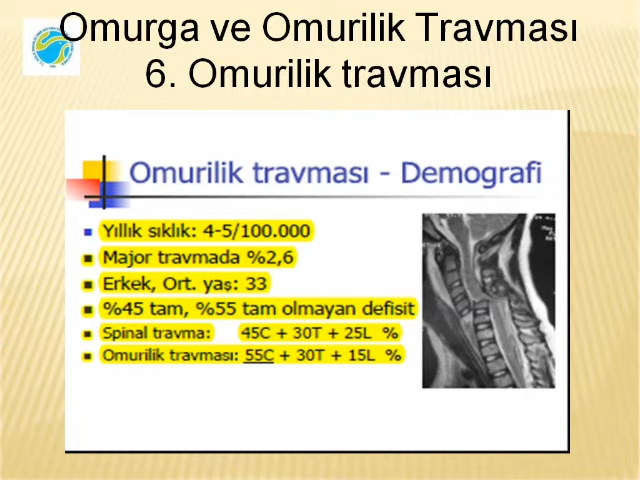 Omurga ve Omurilik Travması
6. Omurilik travması
Omurilik travması - Demografi
Yıllık sıklık: 4-5/100.000
Major travmada %2,6
Erkek, Ort. yaş: 33
%45 tam, %55 tam olmayan defisit
Spinal travma: 45C + 30T + 25L %
Omurilik travması: 55C + 30T + 15L %